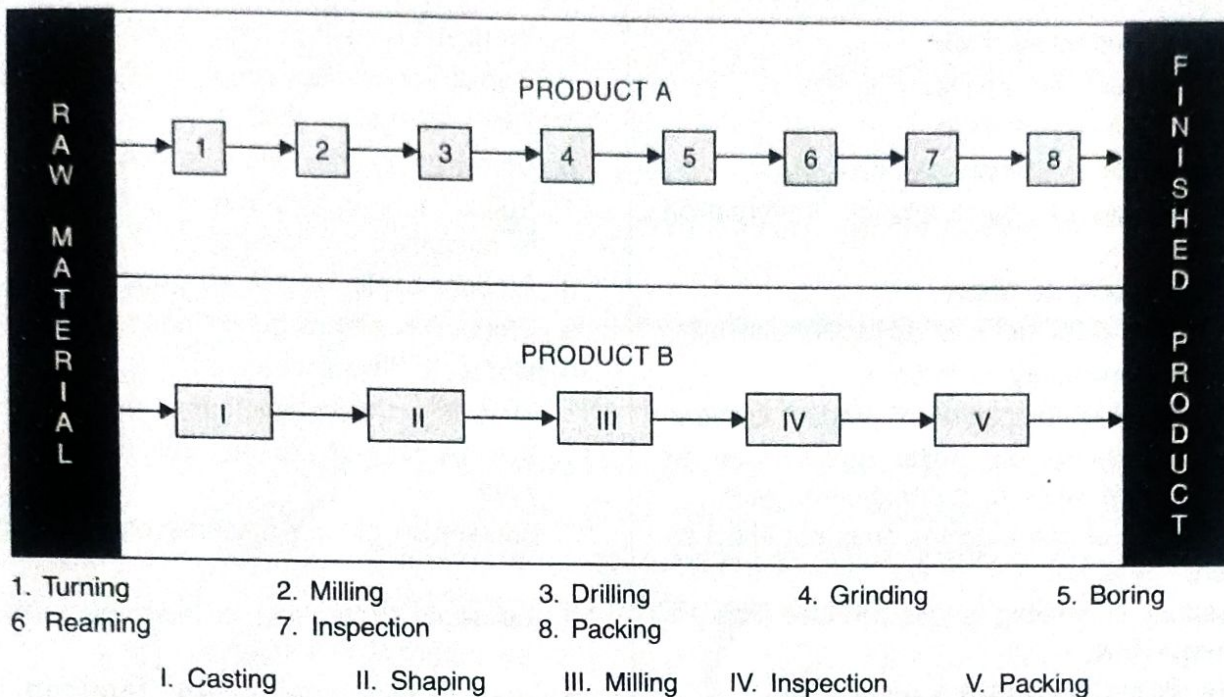 RAW MATERIAL
PRODUCT A
1 2 3 4 5 6 7 8
PRODUCT B
I II III IV V
FINISHED PRODUCT
1. Turning 2. Milling 3. Drilling 4. Grinding 5. Boring
6 Reaming 7. Inspection 8. Packing
I. Casting II. Shaping III. Milling IV. Inspection V. Packing